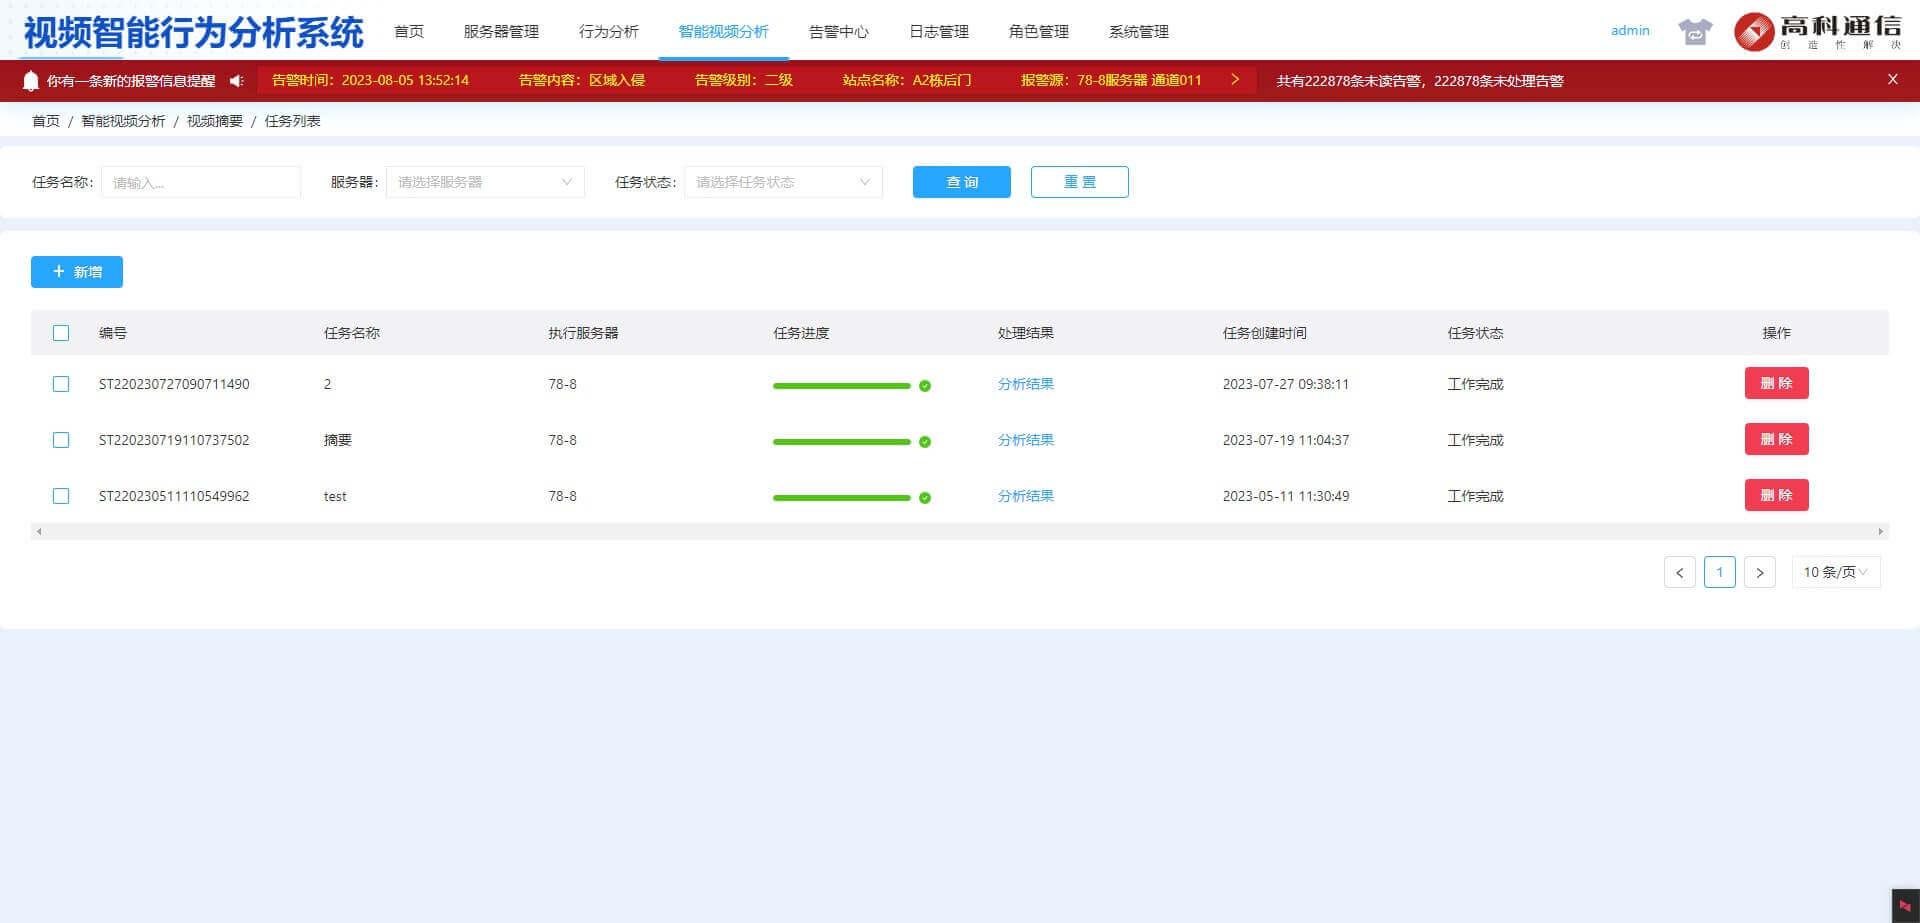 视频智能行为分析系统 首页 服务器管理 行为分析 智能视频分析 告警中心 日志管理 角色管理 系统管理 admin 高科通信
创造性解决
你有一条新的报警信息提醒 告警时间：2023-08-05 13:52:14 告警内容：区域入侵 告警级别：二级 站点名称：A2栋后门 报警源：78-8服务器 通道011 > 共有222878条未读告警，222878条未处理告警 X
首页 / 智能视频分析 / 视频摘要 / 任务列表
任务名称: 请输入... 服务器: 请选择服务器 任务状态: 请选择任务状态 查 询 重 置
+ 新增
编号 任务名称 执行服务器 任务进度 处理结果 任务创建时间 任务状态 操作
ST220230727090711490 2 78-8 分析结果 2023-07-27 09:38:11 工作完成 删 除
ST220230719110737502 摘要 78-8 分析结果 2023-07-19 11:04:37 工作完成 删 除
ST220230511110549962 test 78-8 分析结果 2023-05-11 11:30:49 工作完成 删 除
< 1 > 10 条/页